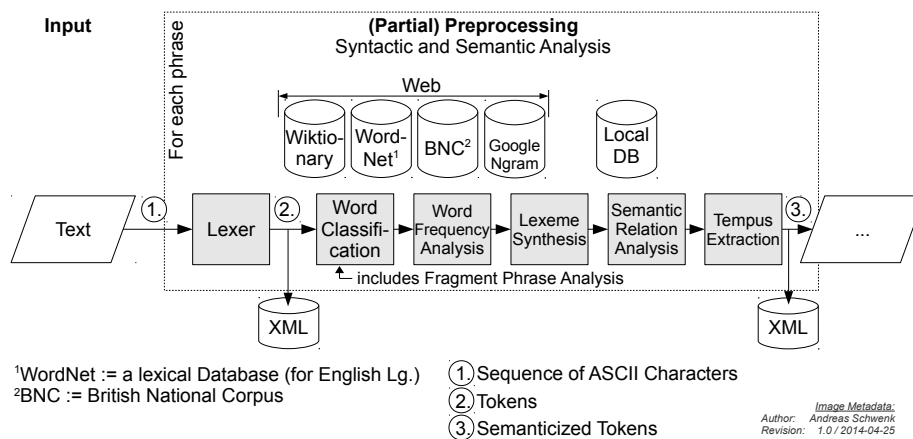 Input
(Partial) Preprocessing
Syntactic and Semantic Analysis
For each phrase
Web
Wiktio-
nary
Word-
Net¹
BNC²
Google
Ngram
Local
DB
Text
1.
Lexer
2.
Word
Classifi-
cation
Word
Frequency
Analysis
Lexeme
Synthesis
Semantic
Relation
Analysis
Tempus
Extraction
3.
...
includes Fragment Phrase Analysis
XML
XML
¹WordNet := a lexical Database (for English Lg.)
²BNC := British National Corpus
1. Sequence of ASCII Characters
2. Tokens
3. Semanticized Tokens
Image Metadata:
Author: Andreas Schwenk
Revision: 1.0 / 2014-04-25